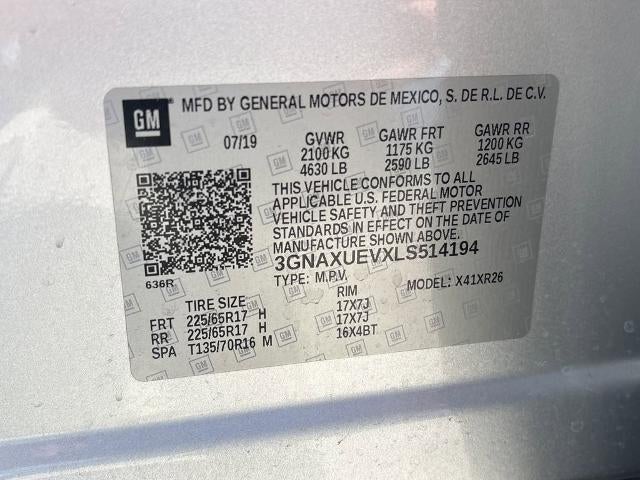 GM MFD BY GENERAL MOTORS DE MEXICO, S. DE R.L. DE C.V.
07/19 GVWR GAWR FRT GAWR RR
2100 KG 1175 KG 1200 KG
4630 LB 2590 LB 2645 LB
THIS VEHICLE CONFORMS TO ALL
APPLICABLE U.S. FEDERAL MOTOR
VEHICLE SAFETY AND THEFT PREVENTION
STANDARDS IN EFFECT ON THE DATE OF
MANUFACTURE SHOWN ABOVE.
3GNAXUEVXLS514194
636R TYPE: M.P.V. MODEL: X41XR26
TIRE SIZE RIM
FRT 225/65R17 H 17X7J
RR 225/65R17 H 17X7J
SPA T135/70R16 M 16X4BT